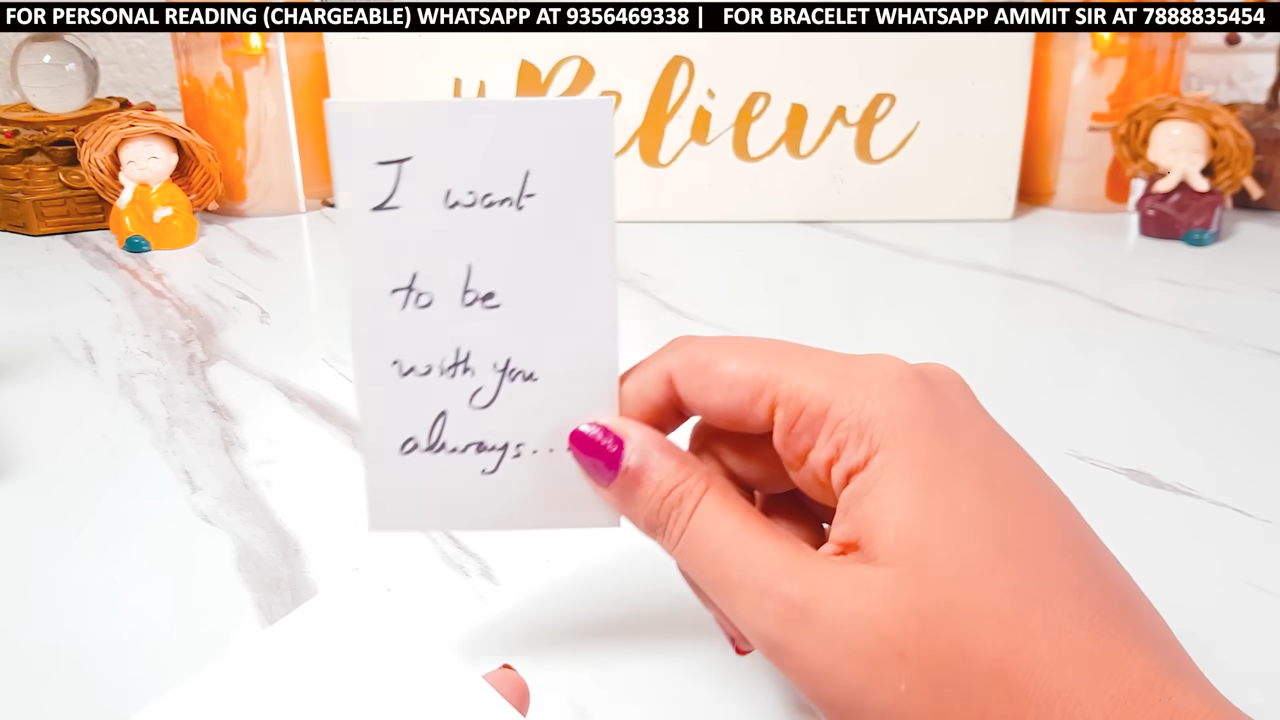 FOR PERSONAL READING (CHARGEABLE) WHATSAPP AT 9356469338 | FOR BRACELET WHATSAPP AMMIT SIR AT 7888835454
Believe
I want
to be
with you
always...